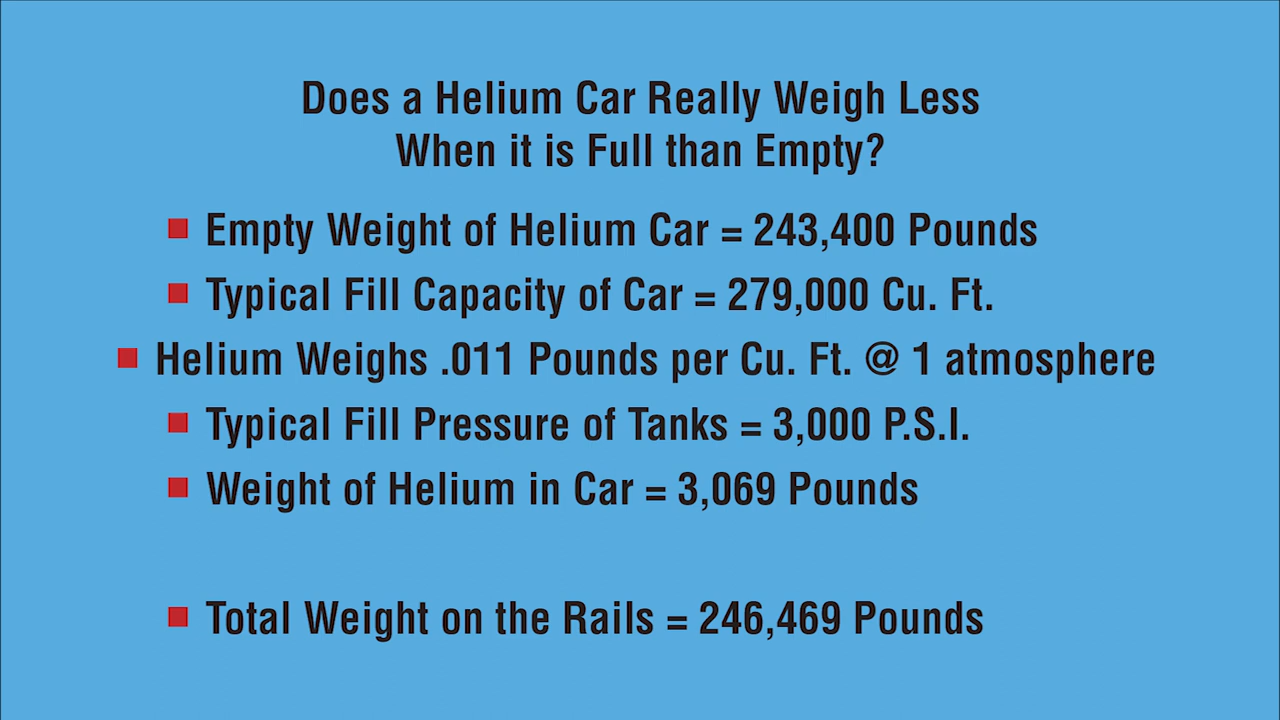 Does a Helium Car Really Weigh Less
When it is Full than Empty?
Empty Weight of Helium Car = 243,400 Pounds
Typical Fill Capacity of Car = 279,000 Cu. Ft.
Helium Weighs .011 Pounds per Cu. Ft. @ 1 atmosphere
Typical Fill Pressure of Tanks = 3,000 P.S.I.
Weight of Helium in Car = 3,069 Pounds
Total Weight on the Rails = 246,469 Pounds